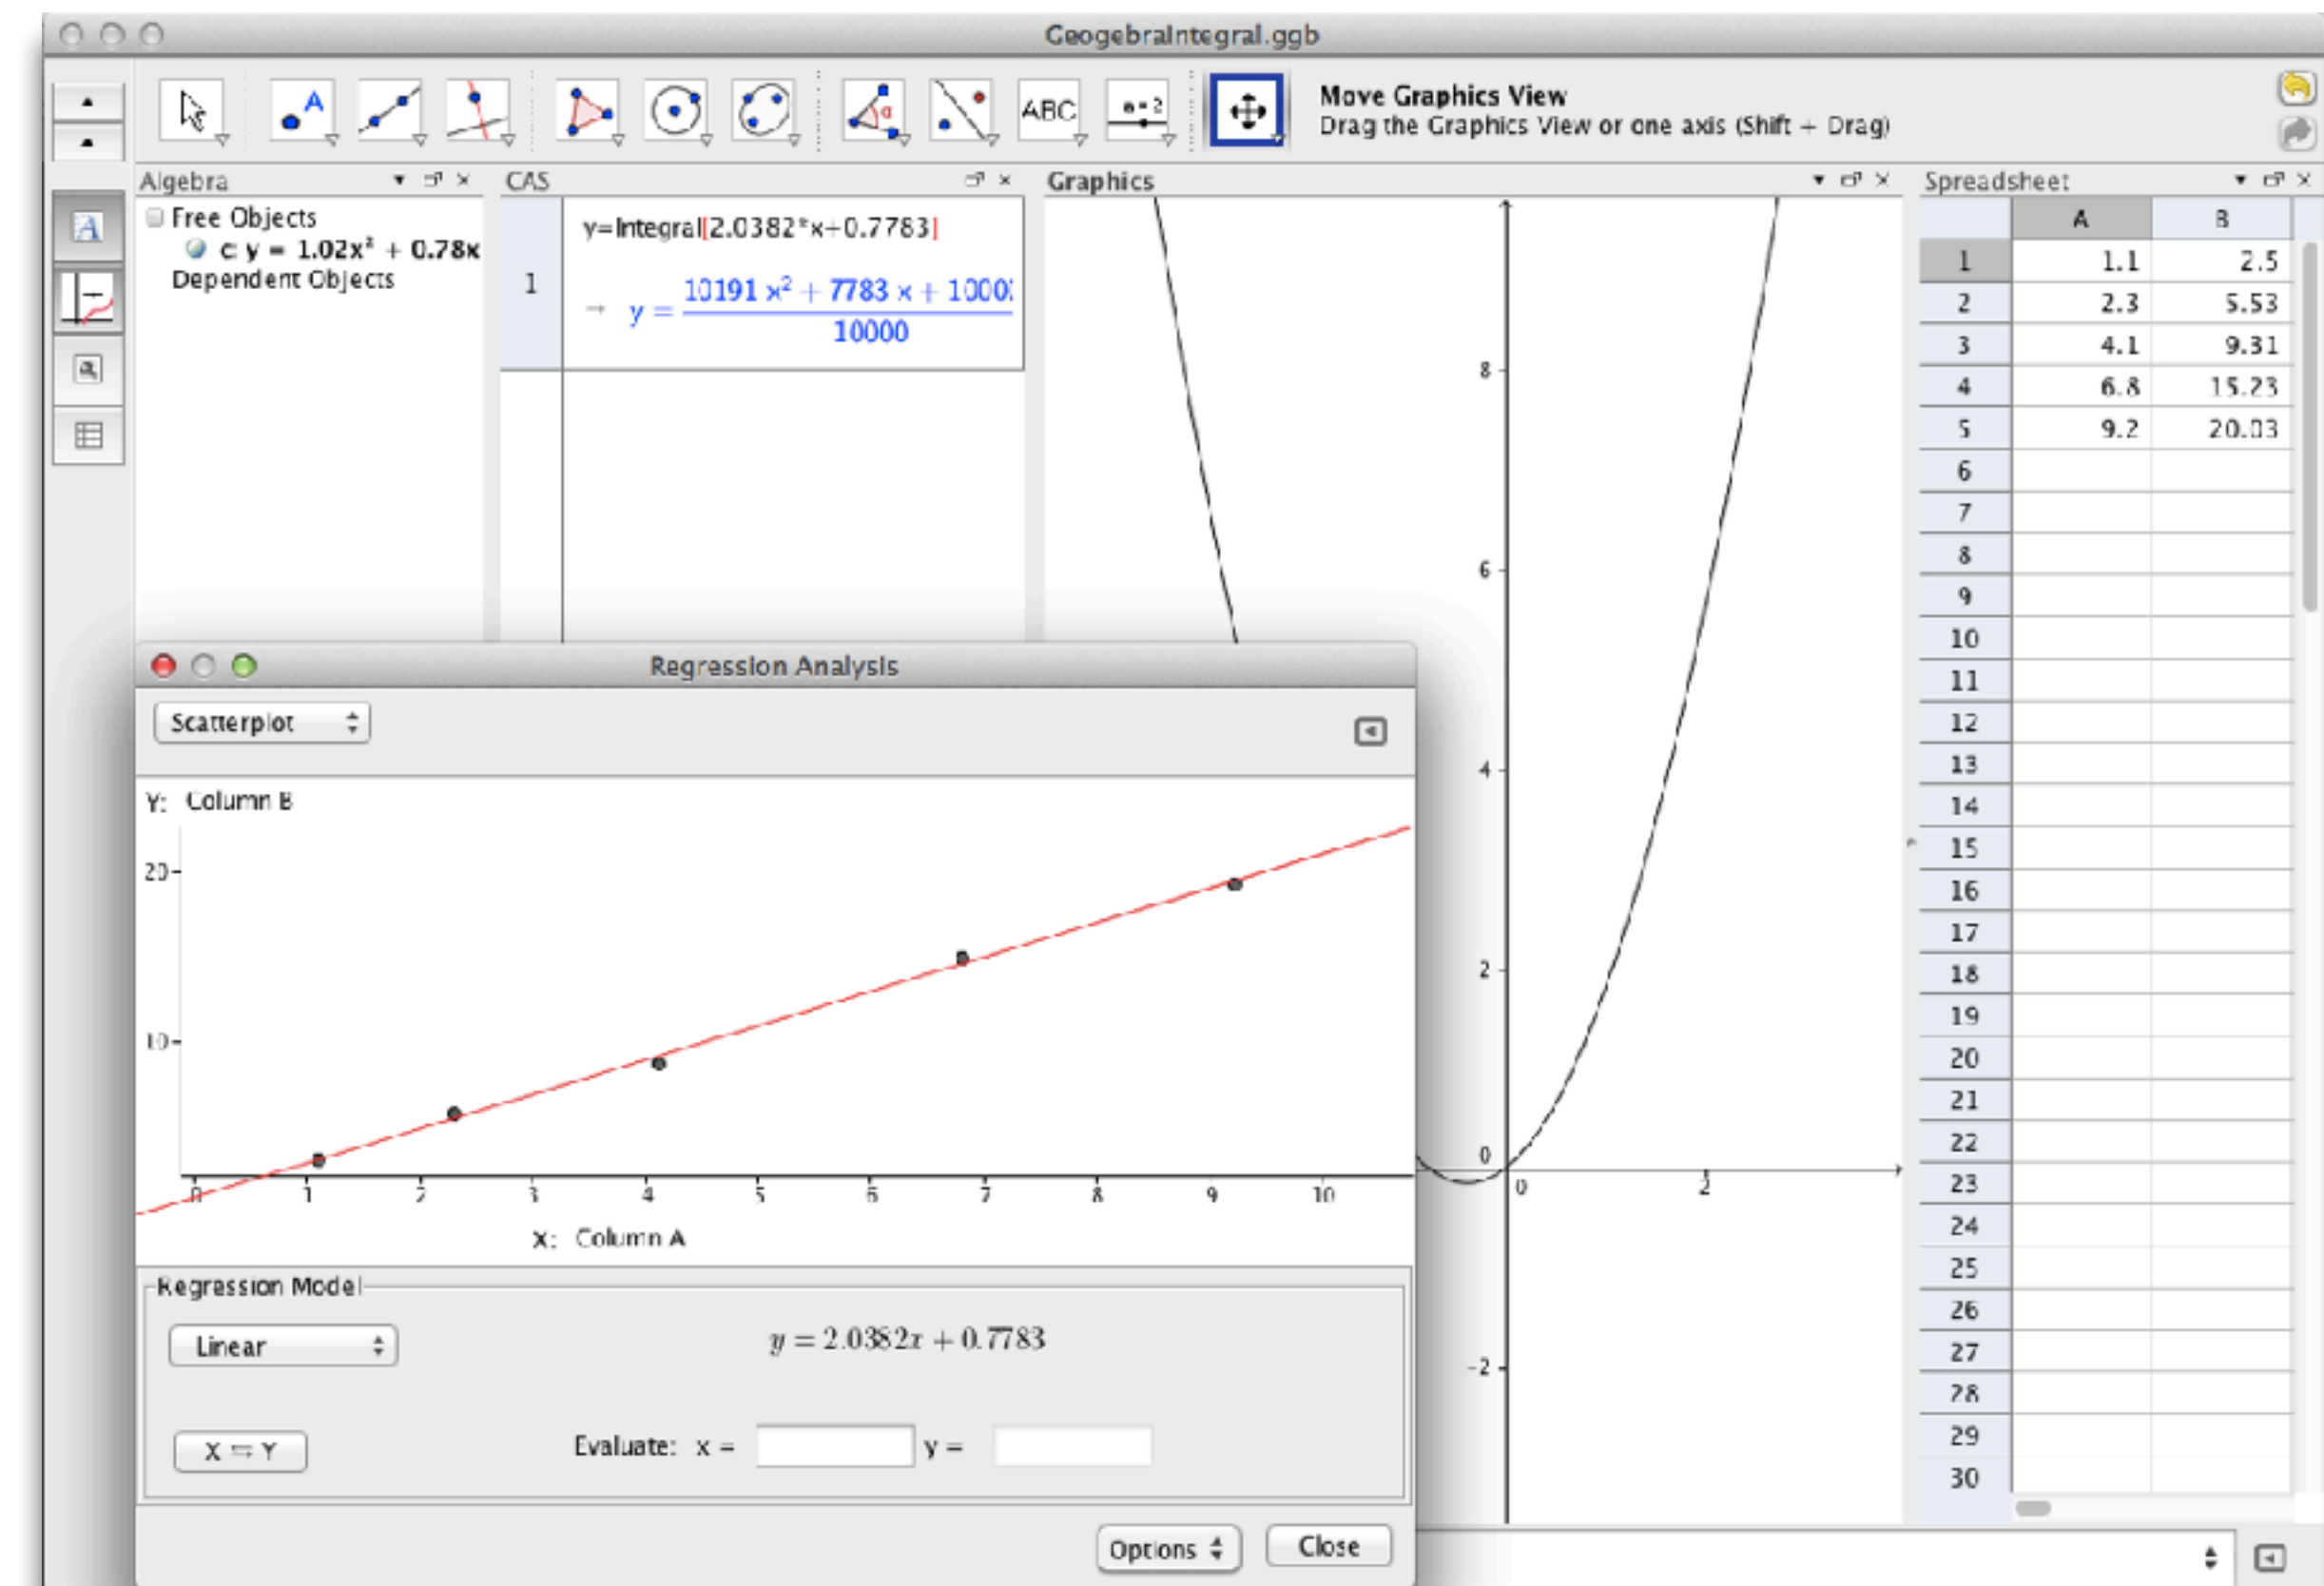 GeogebraIntegral.ggb
A
α
ABC
a = 2
Move Graphics View
Drag the Graphics View or one axis (Shift + Drag)
Algebra
CAS
Graphics
Spreadsheet
A
Free Objects
c: y = 1.02x² + 0.78x
Dependent Objects
1
y=Integral[2.0382*x+0.7783]
→ y = 10191 x² + 7783 x + 1000
10000
8
6
4
2
0
-2
0
2
A B
1 1.1 2.5
2 2.3 5.53
3 4.1 9.31
4 6.8 15.23
5 9.2 20.03
6
7
8
9
10
11
12
13
14
15
16
17
18
19
20
21
22
23
24
25
26
27
28
29
30
Regression Analysis
Scatterplot
Y: Column B
20
10
0 1 2 3 4 5 6 7 8 9 10
X: Column A
Regression Model
Linear
y = 2.0382x + 0.7783
X ⇆ Y
Evaluate: x = y =
Options
Close